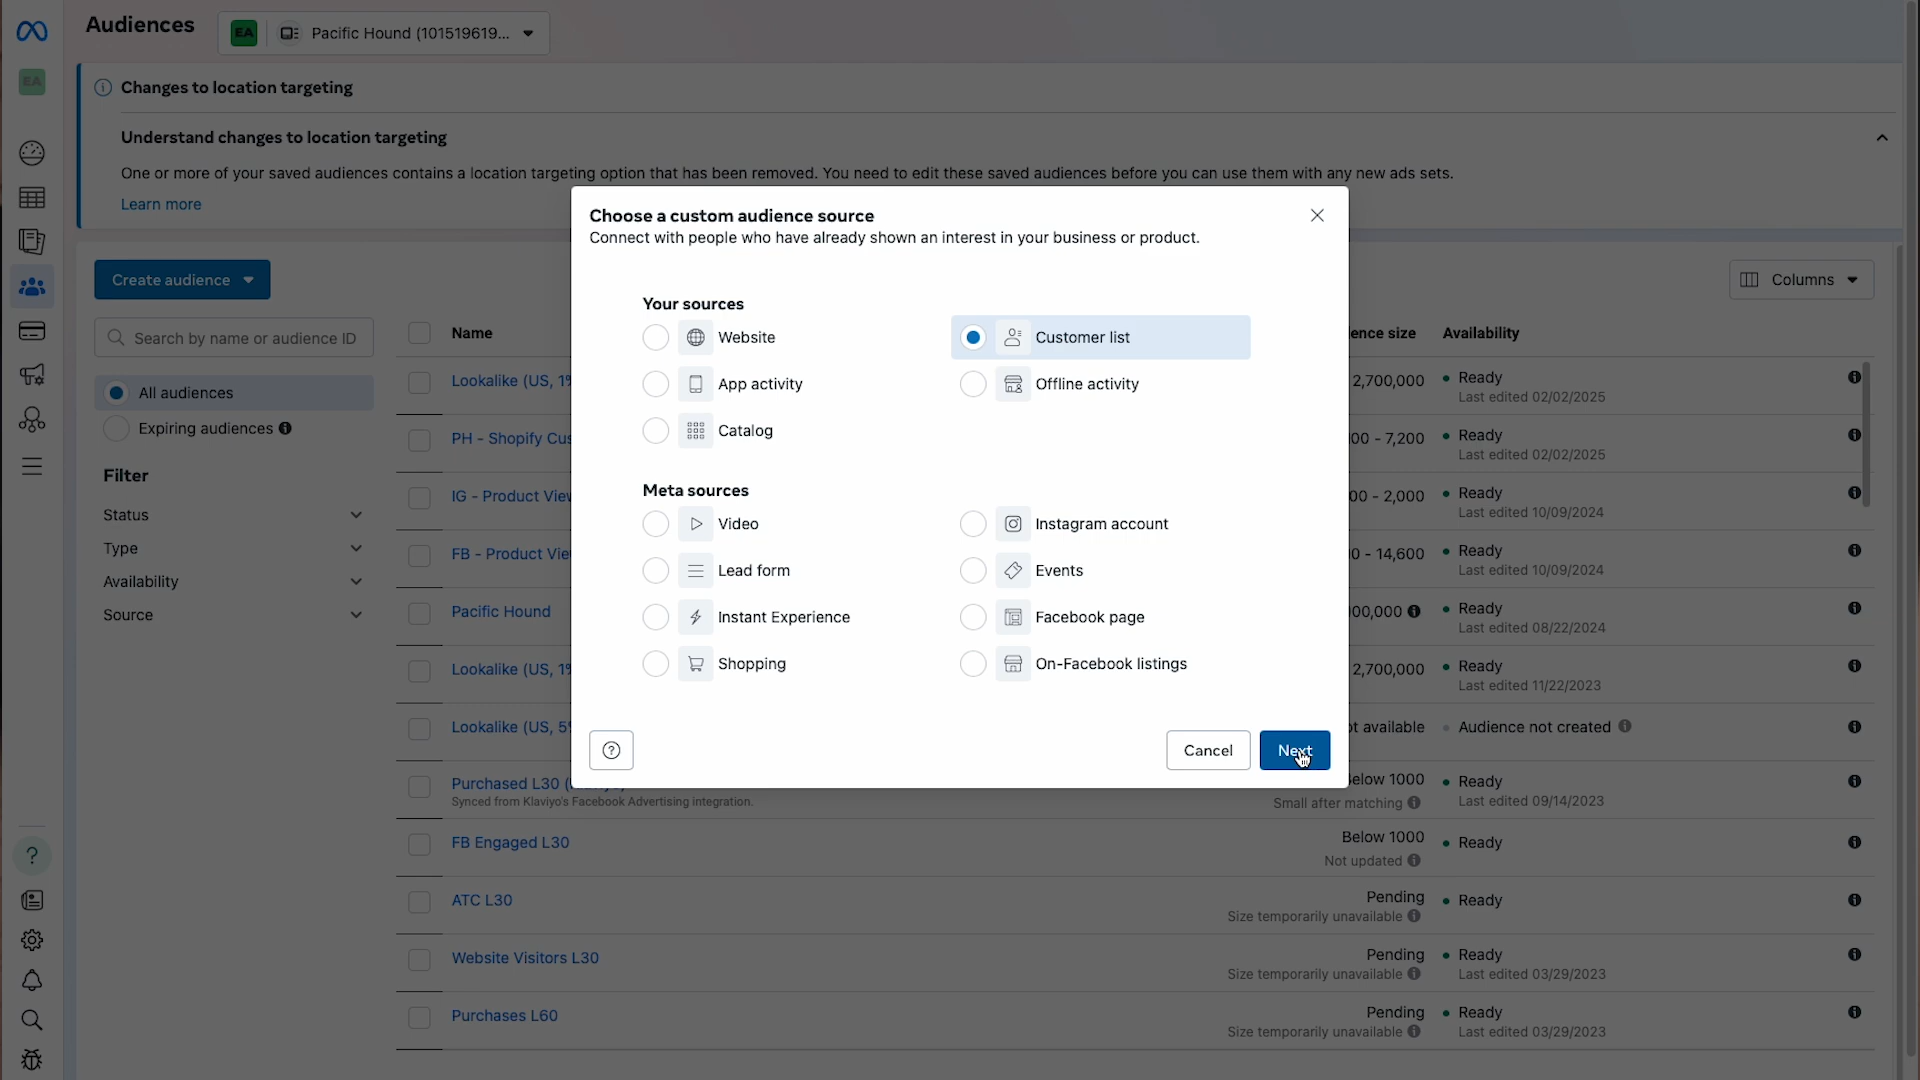 Audiences
EA
Pacific Hound (101519619...
EA
Changes to location targeting
Understand changes to location targeting
One or more of your saved audiences contains a location targeting option that has been removed. You need to edit these saved audiences before you can use them with any new ads sets.
Learn more
Create audience
Columns
Search by name or audience ID
All audiences
Expiring audiences
Filter
Status
Type
Availability
Source
Name
ence size
Availability
Lookalike (US, 1%
2,700,000
Ready
Last edited 02/02/2025
PH - Shopify Cus
00 - 7,200
Ready
Last edited 02/02/2025
IG - Product View
00 - 2,000
Ready
Last edited 10/09/2024
FB - Product Vie
0 - 14,600
Ready
Last edited 10/09/2024
Pacific Hound
00,000
Ready
Last edited 08/22/2024
Lookalike (US, 1%
2,700,000
Ready
Last edited 11/22/2023
Lookalike (US, 5%
ot available
Audience not created
Purchased L30
Synced from Klaviyo's Facebook Advertising integration.
Below 1000
Small after matching
Ready
Last edited 09/14/2023
FB Engaged L30
Below 1000
Not updated
Ready
ATC L30
Pending
Size temporarily unavailable
Ready
Website Visitors L30
Pending
Size temporarily unavailable
Ready
Last edited 03/29/2023
Purchases L60
Pending
Size temporarily unavailable
Ready
Last edited 03/29/2023
Choose a custom audience source
Connect with people who have already shown an interest in your business or product.
Your sources
Website
Customer list
App activity
Offline activity
Catalog
Meta sources
Video
Instagram account
Lead form
Events
Instant Experience
Facebook page
Shopping
On-Facebook listings
Cancel
Next